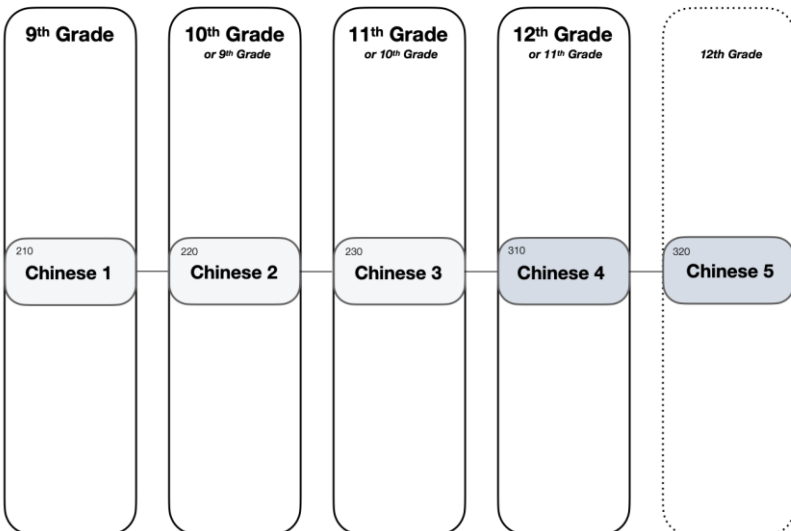 9th Grade
10th Grade
or 9th Grade
11th Grade
or 10th Grade
12th Grade
or 11th Grade
12th Grade
210
Chinese 1
220
Chinese 2
230
Chinese 3
310
Chinese 4
320
Chinese 5